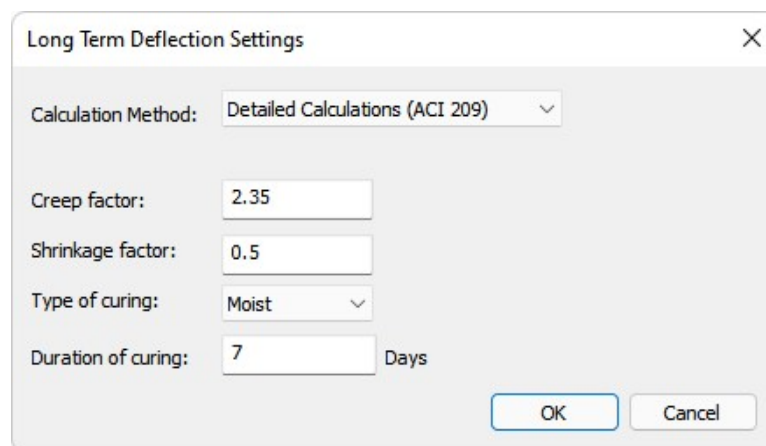 Long Term Deflection Settings
Calculation Method: Detailed Calculations (ACI 209)
Creep factor: 2.35
Shrinkage factor: 0.5
Type of curing: Moist
Duration of curing: 7 Days
OK Cancel